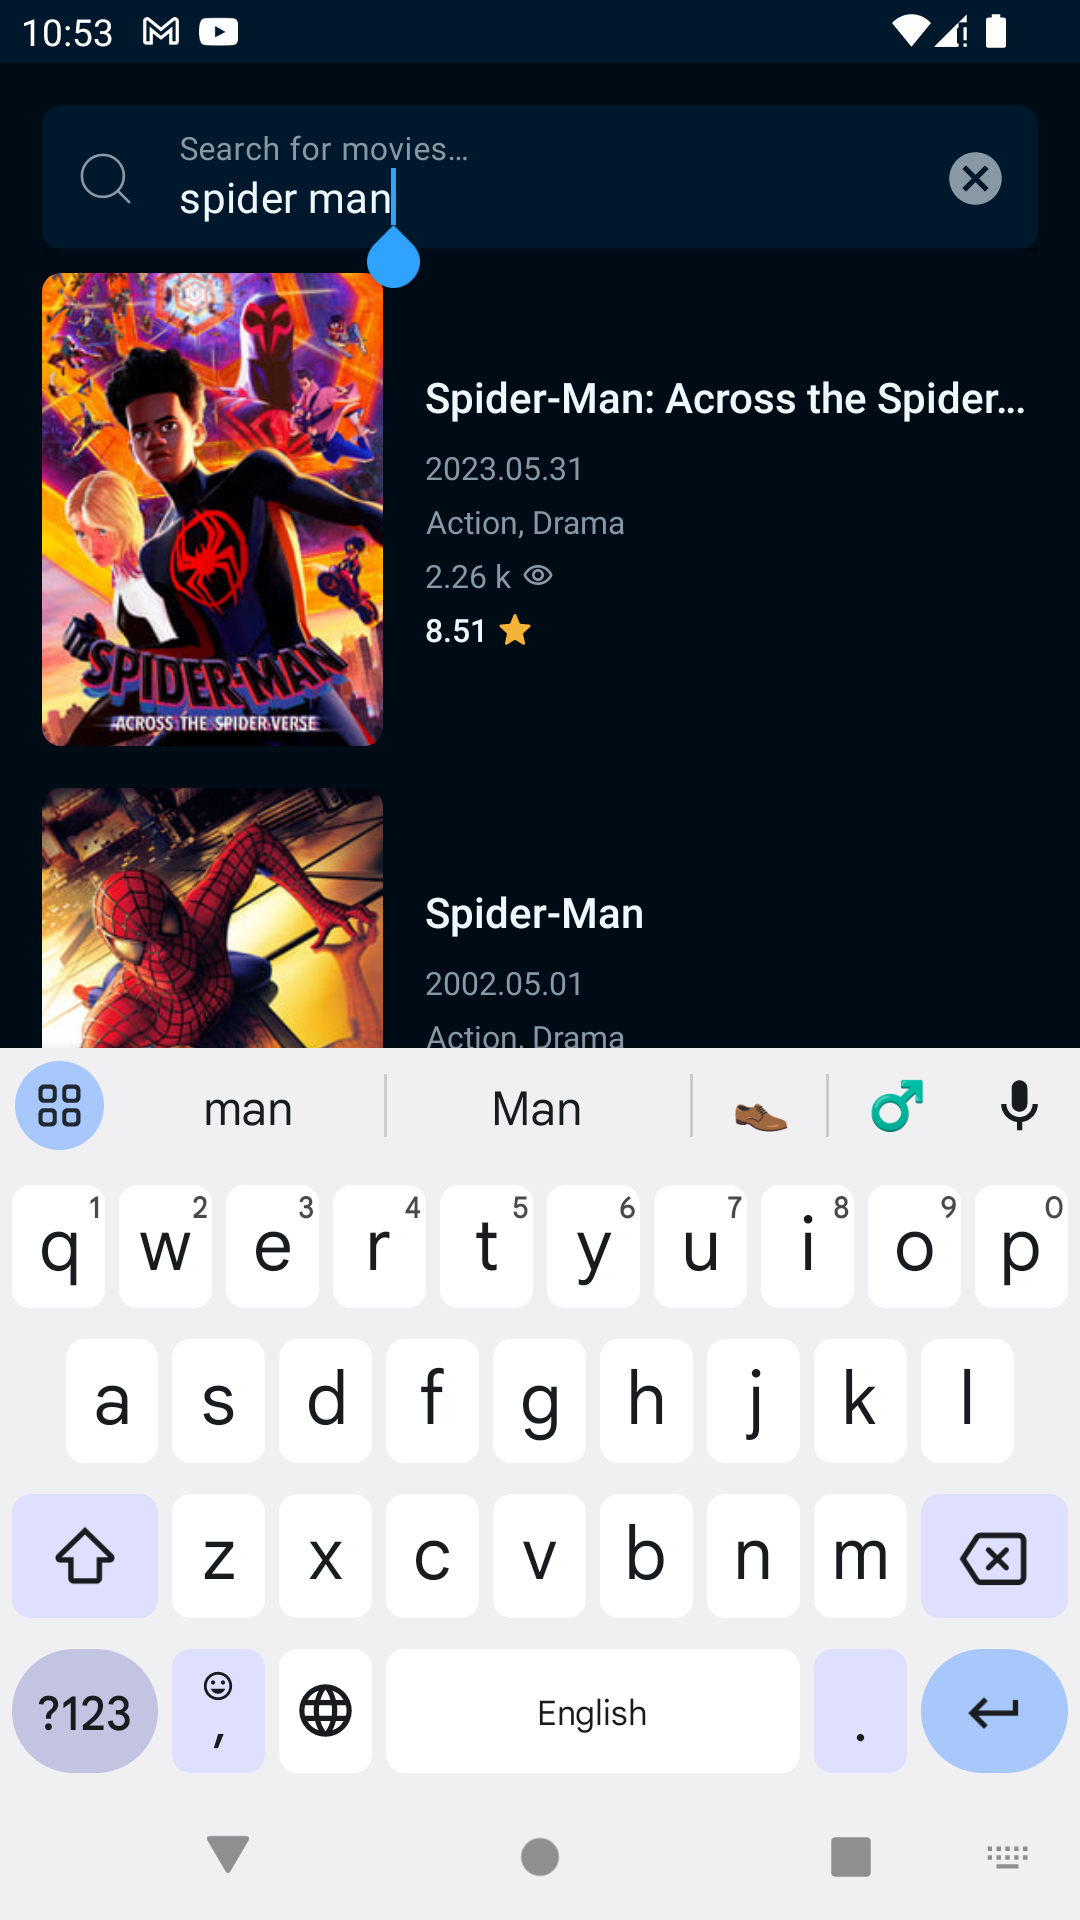 10:53
Search for movies...
spider man
SPIDER-MAN
ACROSS THE SPIDER-VERSE
Spider-Man: Across the Spider...
2023.05.31
Action, Drama
2.26 k
8.51
Spider-Man
2002.05.01
Action, Drama
man Man
1 2 3 4 5 6 7 8 9 0
q w e r t y u i o p
a s d f g h j k l
z x c v b n m
?123 , English .